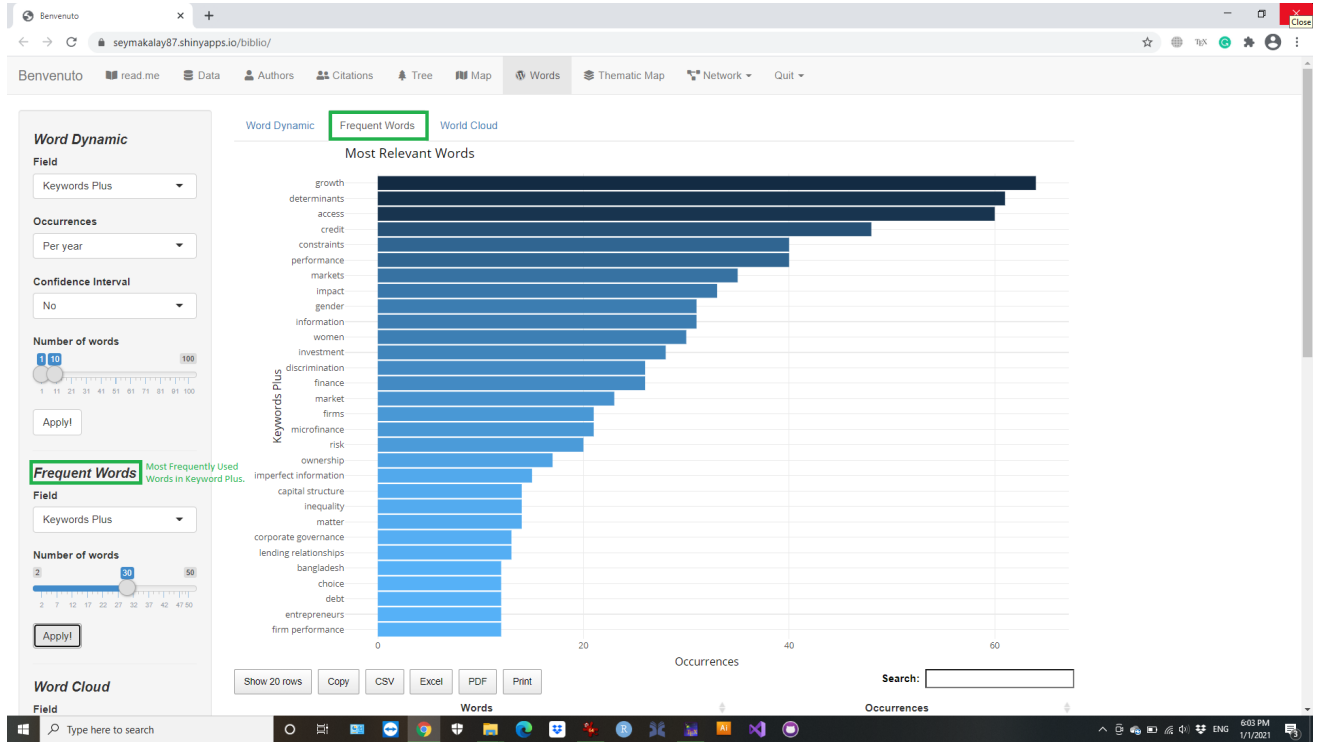 Benvenuto
Close
seymakalay87.shinyapps.io/biblio/
Benvenuto read.me Data Authors Citations Tree Map Words Thematic Map Network Quit
Word Dynamic
Field
Keywords Plus
Occurrences
Per year
Confidence Interval
No
Number of words
1 10 100
1 11 21 31 41 51 61 71 81 91 100
Apply!
Frequent Words
Most Frequently Used
Words in Keyword Plus.
Field
Keywords Plus
Number of words
2 30 50
2 7 12 17 22 27 32 37 42 47 50
Apply!
Word Cloud
Field
Word Dynamic Frequent Words World Cloud
Most Relevant Words
Keywords Plus
growth
determinants
access
credit
constraints
performance
markets
impact
gender
information
women
investment
discrimination
finance
market
firms
microfinance
risk
ownership
imperfect information
capital structure
inequality
matter
corporate governance
lending relationships
bangladesh
choice
debt
entrepreneurs
firm performance
0 20 40 60
Occurrences
Show 20 rows Copy CSV Excel PDF Print Search:
Words Occurrences
Type here to search
ENG
6:03 PM
1/1/2021